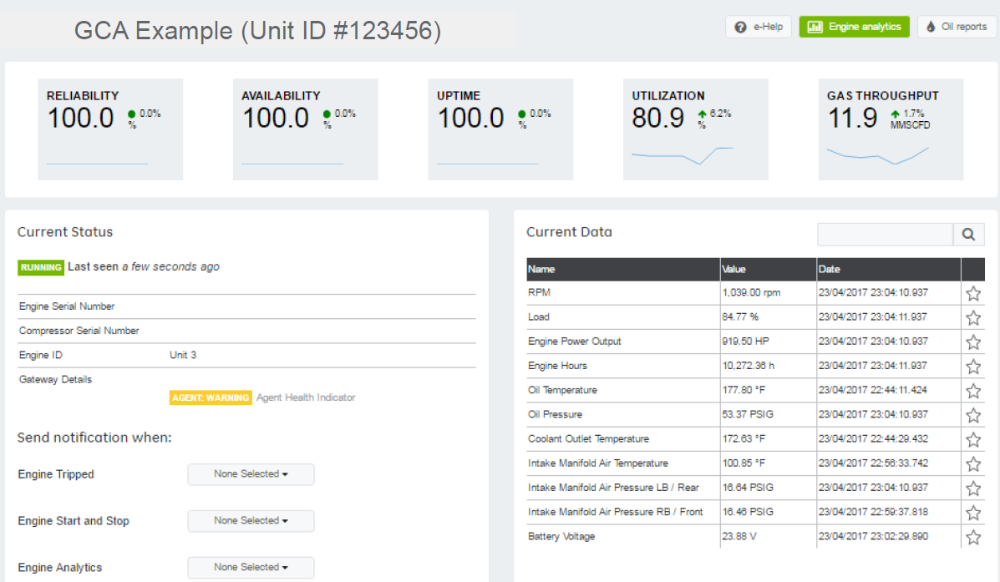 GCA Example (Unit ID #123456)
e-Help
Engine analytics
Oil reports
RELIABILITY
100.0 0.0%
%
AVAILABILITY
100.0 0.0%
%
UPTIME
100.0 0.0%
%
UTILIZATION
80.9 6.2%
%
GAS THROUGHPUT
11.9 1.7%
MMSCFD
Current Status
RUNNING Last seen a few seconds ago
Engine Serial Number
Compressor Serial Number
Engine ID Unit 3
Gateway Details
AGENT: WARNING Agent Health Indicator
Send notification when:
Engine Tripped None Selected
Engine Start and Stop None Selected
Engine Analytics None Selected
Current Data
Name Value Date
RPM 1,039.00 rpm 23/04/2017 23:04:10.937
Load 84.77 % 23/04/2017 23:04:11.937
Engine Power Output 919.50 HP 23/04/2017 23:04:10.937
Engine Hours 10,272.36 h 23/04/2017 23:04:11.937
Oil Temperature 177.80 °F 23/04/2017 22:44:11.424
Oil Pressure 53.37 PSIG 23/04/2017 23:04:10.937
Coolant Outlet Temperature 172.63 °F 23/04/2017 22:44:29.432
Intake Manifold Air Temperature 100.85 °F 23/04/2017 22:56:33.742
Intake Manifold Air Pressure LB / Rear 16.64 PSIG 23/04/2017 23:04:10.937
Intake Manifold Air Pressure RB / Front 16.46 PSIG 23/04/2017 22:59:37.818
Battery Voltage 23.88 V 23/04/2017 23:02:29.890